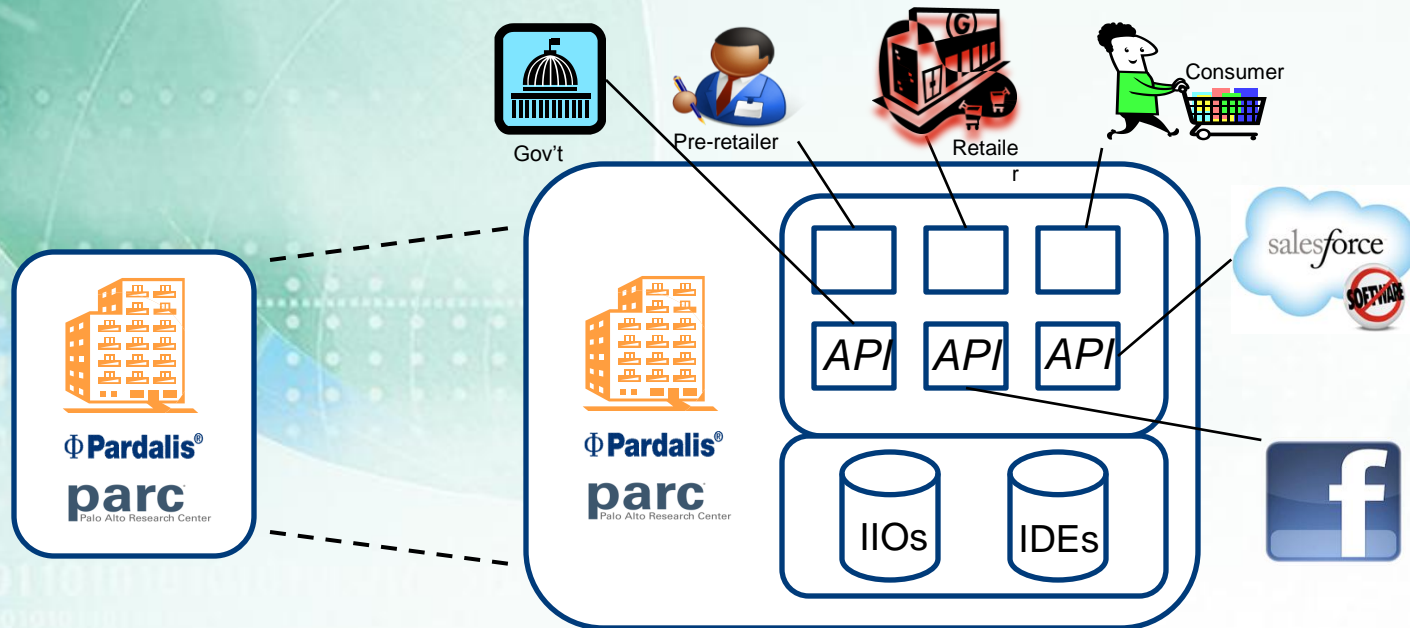 G
Consumer
Gov't
Pre-retailer
Retaile
r
salesforce
SOFTWARE
API
API
API
ΦPardalis®
parc
Palo Alto Research Center
ΦPardalis®
parc
Palo Alto Research Center
f
IIOs
IDEs